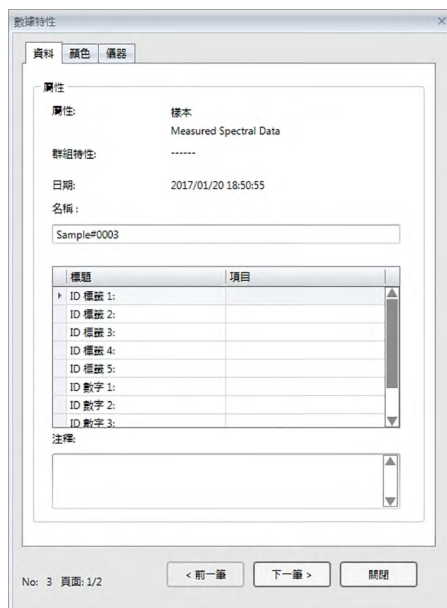 數據特性
資料 顏色 儀器
屬性
屬性: 樣本
Measured Spectral Data
群組特性: ------
日期: 2017/01/20 18:50:55
名稱 :
Sample#0003
標題 項目
ID 標籤 1:
ID 標籤 2:
ID 標籤 3:
ID 標籤 4:
ID 標籤 5:
ID 數字 1:
ID 數字 2:
ID 數字 3:
注釋:
No: 3 頁面: 1/2 < 前一筆 下一筆 > 關閉